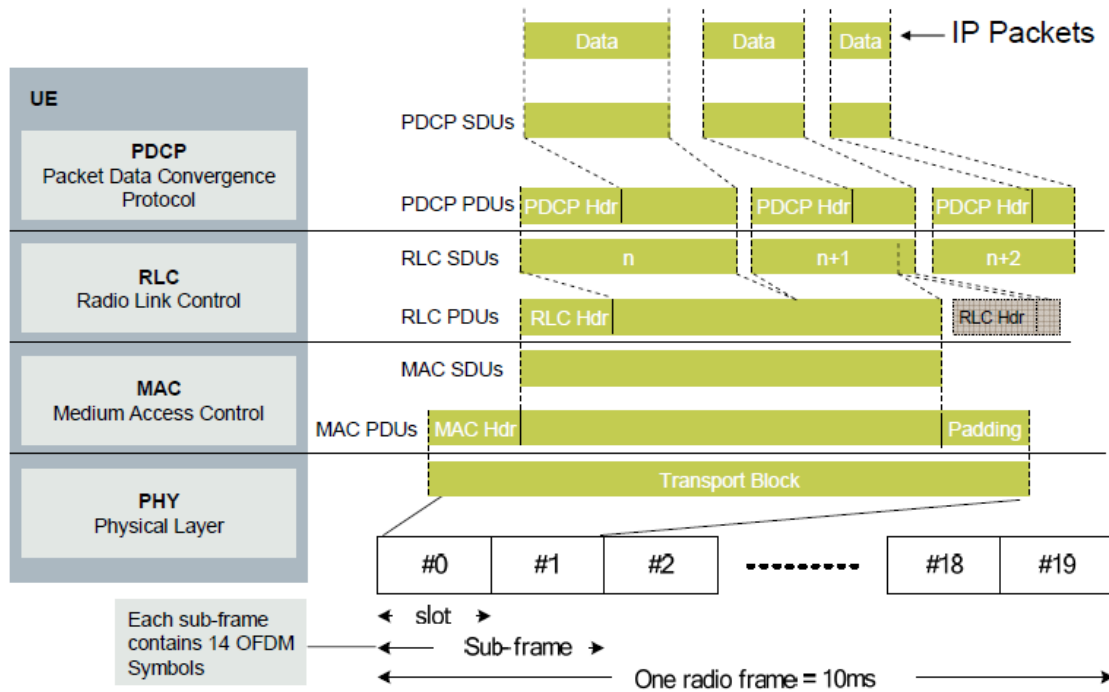 Data
Data
Data
IP Packets
UE
PDCP SDUs
PDCP
Packet Data Convergence
Protocol
PDCP PDUs
PDCP Hdr
PDCP Hdr
PDCP Hdr
RLC
Radio Link Control
RLC SDUs
n
n+1
n+2
RLC PDUs
RLC Hdr
RLC Hdr
MAC
Medium Access Control
MAC SDUs
MAC PDUs
MAC Hdr
Padding
PHY
Physical Layer
Transport Block
#0
#1
#2
#18
#19
Each sub-frame
contains 14 OFDM
Symbols
slot
Sub-frame
One radio frame = 10ms